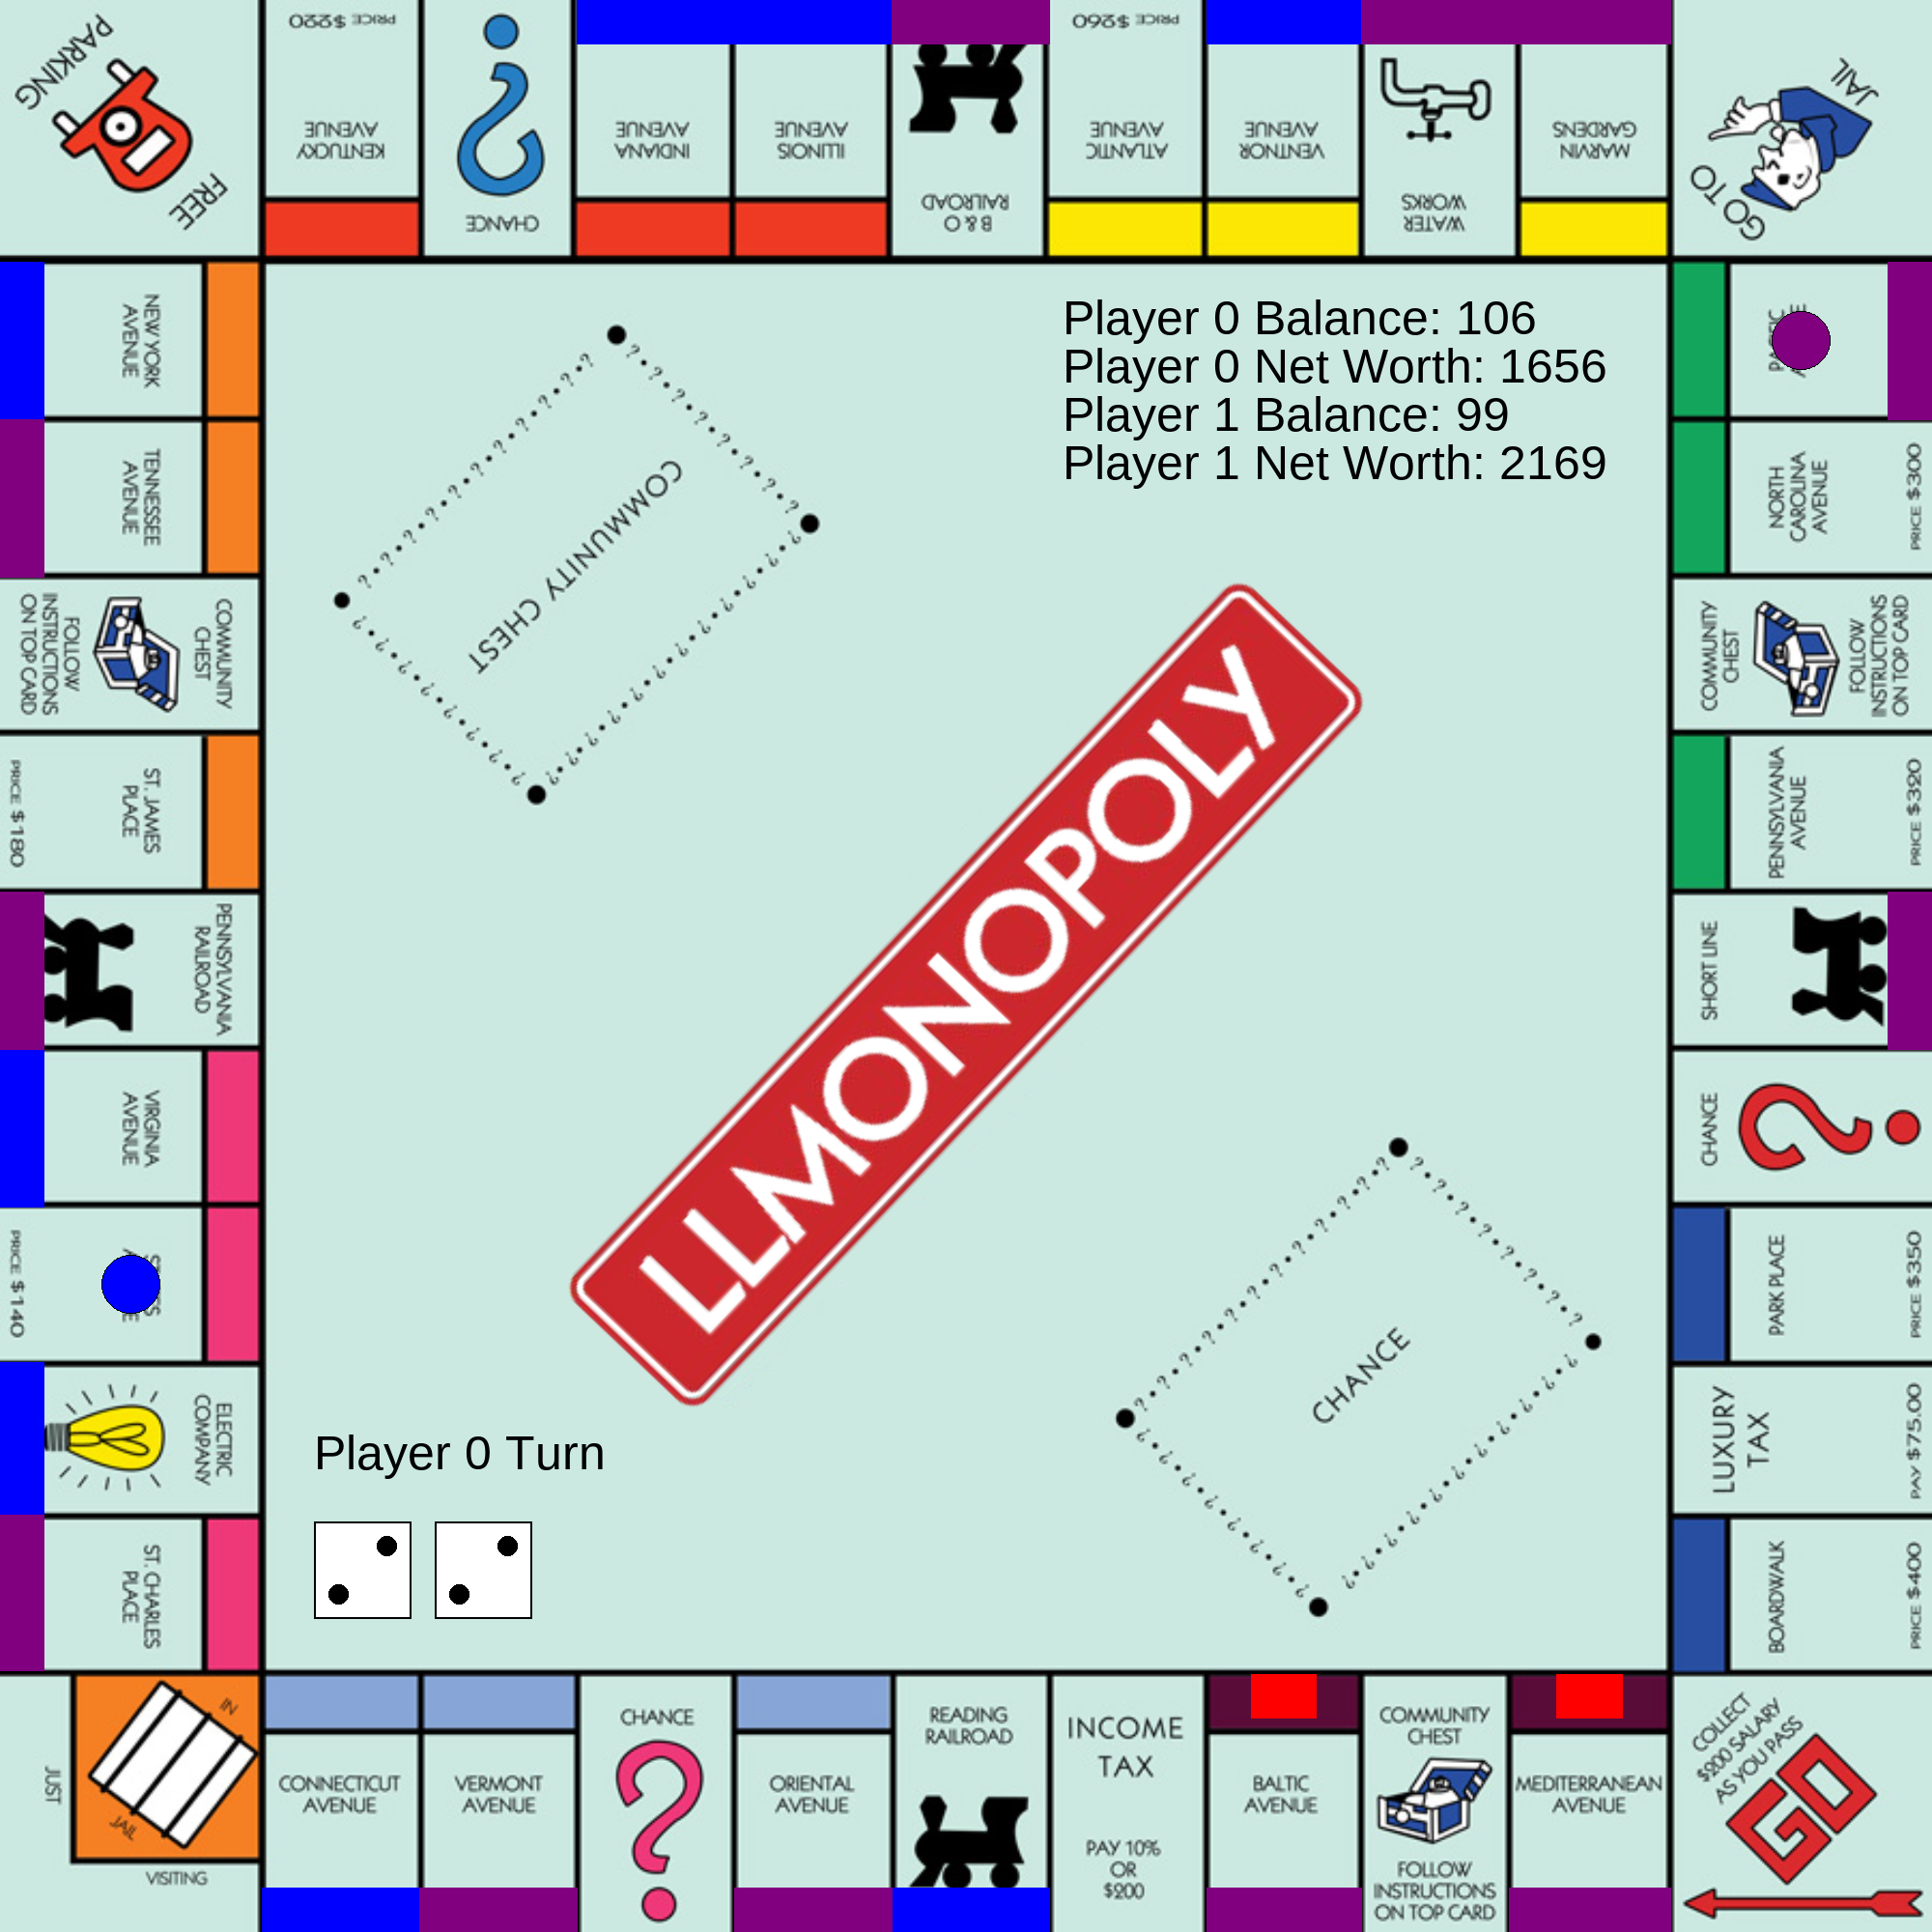 FREE
PARKING
PRICE $220
KENTUCKY
AVENUE
CHANCE
INDIANA
AVENUE
ILLINOIS
AVENUE
B & O
RAILROAD
PRICE $260
ATLANTIC
AVENUE
VENTNOR
AVENUE
WATER
WORKS
MARVIN
GARDENS
GO TO
JAIL
NEW YORK
AVENUE
TENNESSEE
AVENUE
COMMUNITY
CHEST
FOLLOW
INSTRUCTIONS
ON TOP CARD
ST. JAMES
PLACE
PRICE $180
PENNSYLVANIA
RAILROAD
VIRGINIA
AVENUE
PRICE $140
ELECTRIC
COMPANY
ST. CHARLES
PLACE
Player 0 Balance: 106
Player 0 Net Worth: 1656
Player 1 Balance: 99
Player 1 Net Worth: 2169
COMMUNITY CHEST
LLMONOPOLY
CHANCE
Player 0 Turn
NORTH
CAROLINA
AVENUE
PRICE $300
COMMUNITY
CHEST
FOLLOW
INSTRUCTIONS
ON TOP CARD
PENNSYLVANIA
AVENUE
PRICE $320
SHORT LINE
CHANCE
PARK PLACE
PRICE $350
LUXURY
TAX
PAY $75.00
BOARDWALK
PRICE $400
JUST
VISITING
IN
JAIL
CONNECTICUT
AVENUE
VERMONT
AVENUE
CHANCE
ORIENTAL
AVENUE
READING
RAILROAD
INCOME
TAX
PAY 10%
OR
$200
BALTIC
AVENUE
COMMUNITY
CHEST
FOLLOW
INSTRUCTIONS
ON TOP CARD
MEDITERRANEAN
AVENUE
COLLECT
$200 SALARY
AS YOU PASS
GO